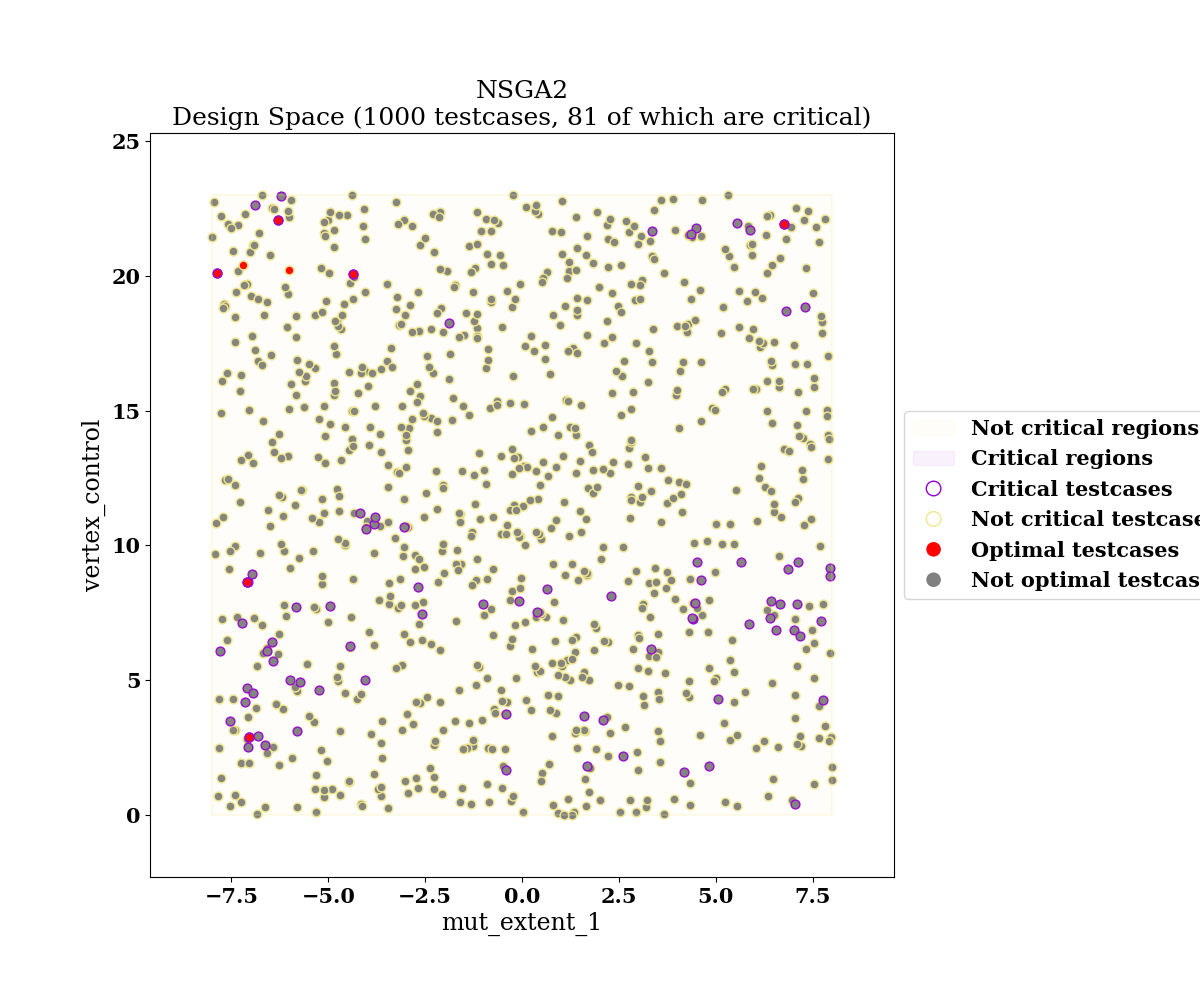 NSGA2
Design Space (1000 testcases, 81 of which are critical)
25
20
15
10
5
0
vertex_control
−7.5 −5.0 −2.5 0.0 2.5 5.0 7.5
mut_extent_1
Not critical regions
Critical regions
Critical testcases
Not critical testcase
Optimal testcases
Not optimal testcas